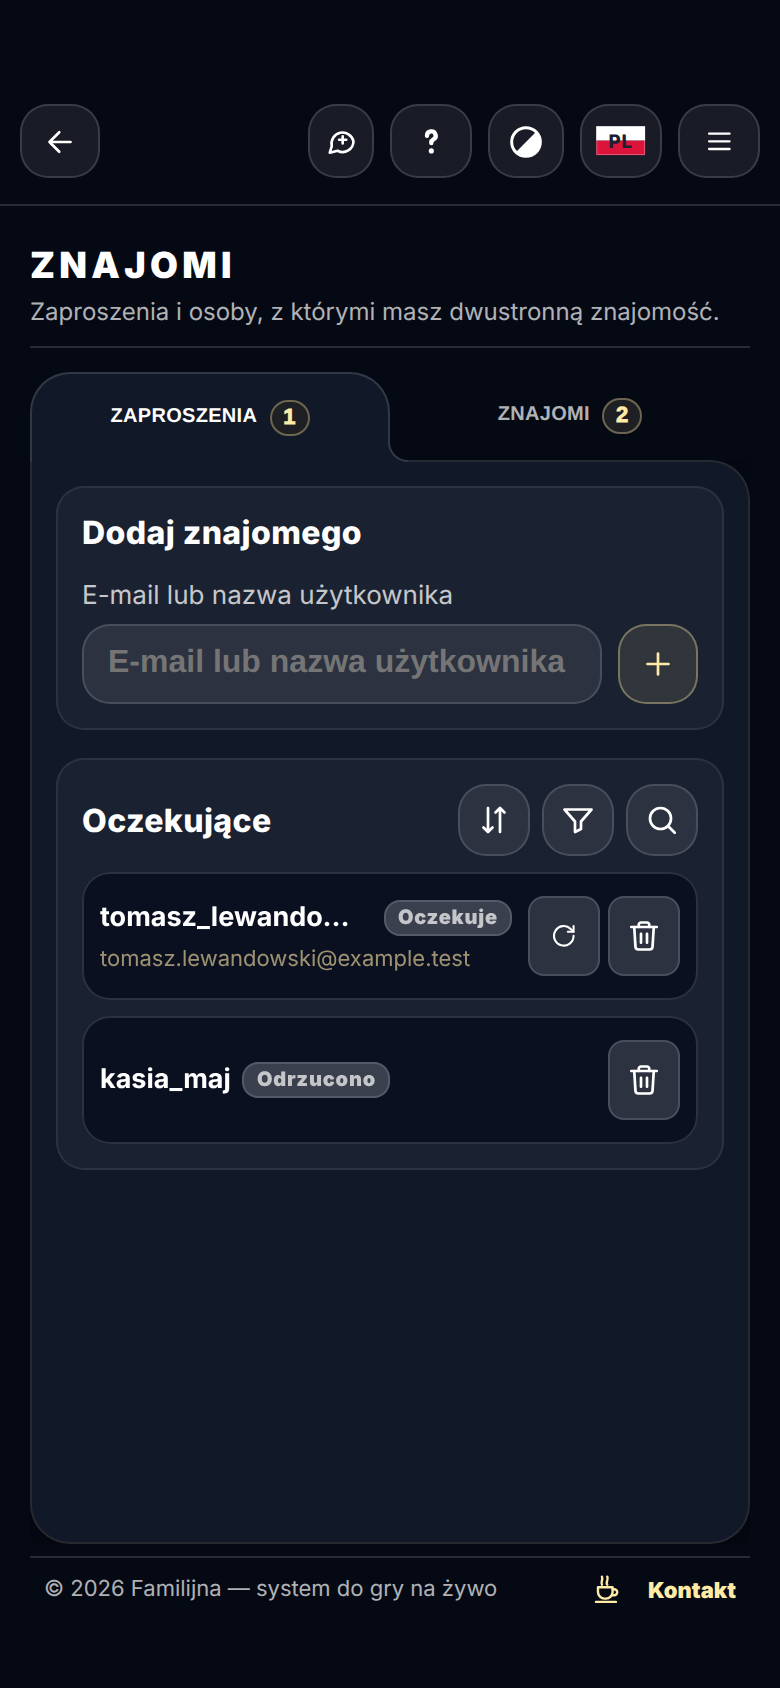 ?
PL
ZNAJOMI
Zaproszenia i osoby, z którymi masz dwustronną znajomość.
ZAPROSZENIA 1
ZNAJOMI 2
Dodaj znajomego
E-mail lub nazwa użytkownika
E-mail lub nazwa użytkownika
Oczekujące
tomasz_lewando... Oczekuje
tomasz.lewandowski@example.test
kasia_maj Odrzucono
© 2026 Familijna — system do gry na żywo
Kontakt